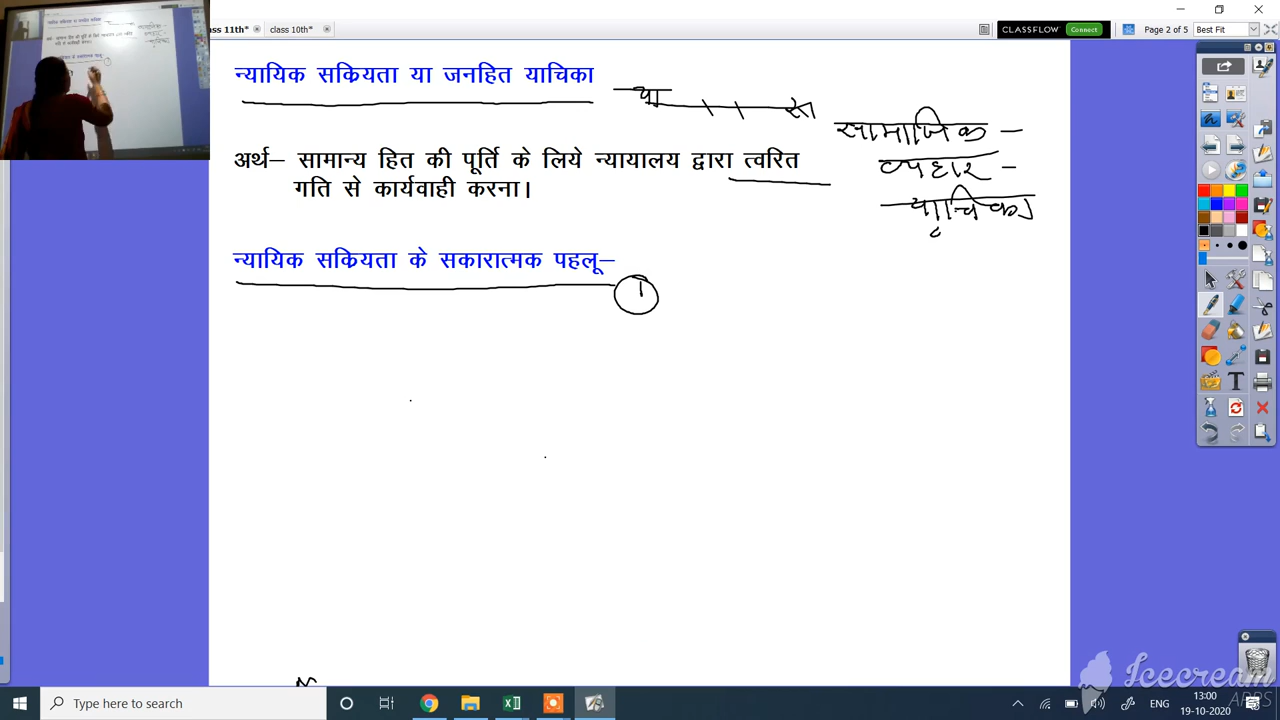 class 11th*
class 10th*
CLASSFLOW
Connect
Page 2 of 5
Best Fit
न्यायिक सक्रियता या जनहित याचिका
या
सामाजिक –
व्यवहार –
याचिका
अर्थ– सामान्य हित की पूर्ति के लिये न्यायालय द्वारा त्वरित
गति से कार्यवाही करना।
न्यायिक सक्रियता के सकारात्मक पहलू–
1
Type here to search
ENG
13:00
19-10-2020
Icecream
APPS